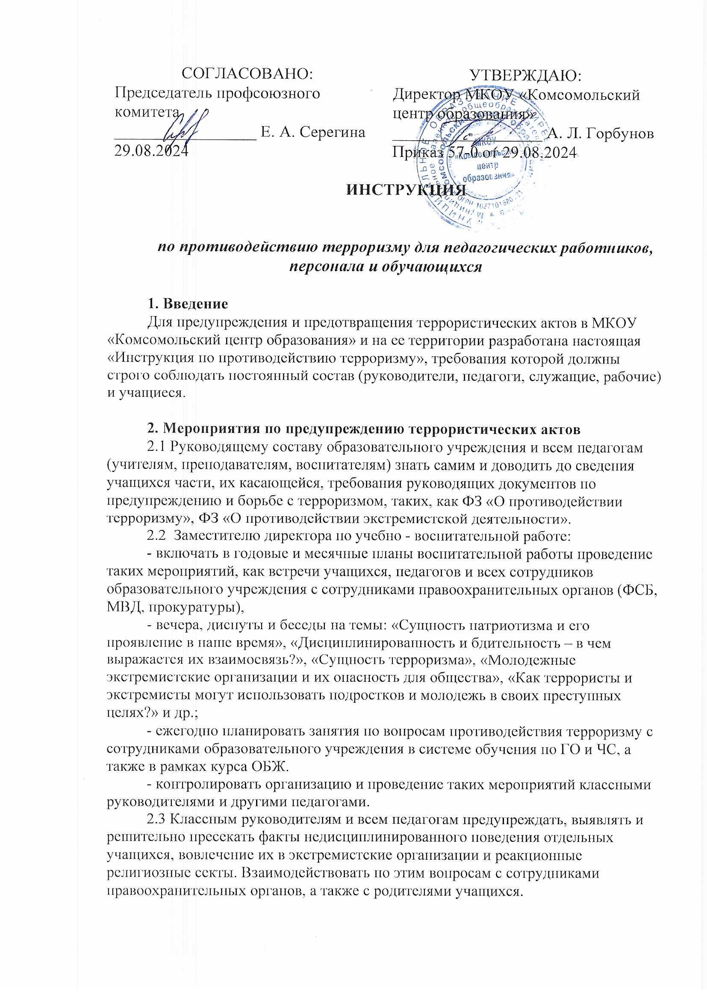 СОГЛАСОВАНО:
Председатель профсоюзного
комитета
Е. А. Серегина
29.08.2024
УТВЕРЖДАЮ:
Директор МКОУ «Комсомольский
центр образования»
А. Л. Горбунов
Приказ 57-0 от 29.08.2024
МКОУ
«Комсомольский
центр
образования»
ИНСТРУКЦИЯ
по противодействию терроризму для педагогических работников,
персонала и обучающихся
1. Введение
Для предупреждения и предотвращения террористических актов в МКОУ
«Комсомольский центр образования» и на ее территории разработана настоящая
«Инструкция по противодействию терроризму», требования которой должны
строго соблюдать постоянный состав (руководители, педагоги, служащие, рабочие)
и учащиеся.
2. Мероприятия по предупреждению террористических актов
2.1 Руководящему составу образовательного учреждения и всем педагогам
(учителям, преподавателям, воспитателям) знать самим и доводить до сведения
учащихся части, их касающейся, требования руководящих документов по
предупреждению и борьбе с терроризмом, таких, как ФЗ «О противодействии
терроризму», ФЗ «О противодействии экстремистской деятельности».
2.2 Заместителю директора по учебно - воспитательной работе:
- включать в годовые и месячные планы воспитательной работы проведение
таких мероприятий, как встречи учащихся, педагогов и всех сотрудников
образовательного учреждения с сотрудниками правоохранительных органов (ФСБ,
МВД, прокуратуры),
- вечера, диспуты и беседы на темы: «Сущность патриотизма и его
проявление в наше время», «Дисциплинированность и бдительность – в чем
выражается их взаимосвязь?», «Сущность терроризма», «Молодежные
экстремистские организации и их опасность для общества», «Как террористы и
экстремисты могут использовать подростков и молодежь в своих преступных
целях?» и др.;
- ежегодно планировать занятия по вопросам противодействия терроризму с
сотрудниками образовательного учреждения в системе обучения по ГО и ЧС, а
также в рамках курса ОБЖ.
- контролировать организацию и проведение таких мероприятий классными
руководителями и другими педагогами.
2.3 Классным руководителям и всем педагогам предупреждать, выявлять и
решительно пресекать факты недисциплинированного поведения отдельных
учащихся, вовлечение их в экстремистские организации и реакционные
религиозные секты. Взаимодействовать по этим вопросам с сотрудниками
правоохранительных органов, а также с родителями учащихся.